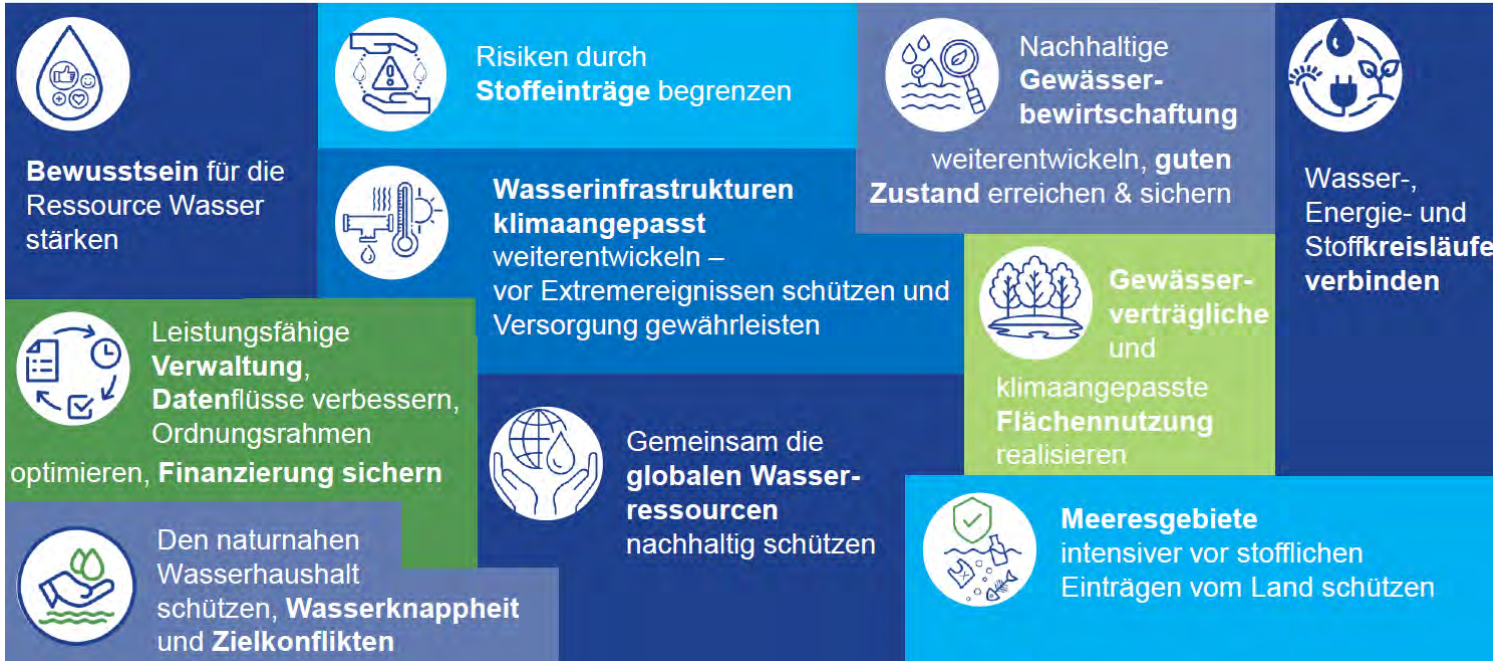 Bewusstsein für die
Ressource Wasser
stärken
Risiken durch
Stoffeinträge begrenzen
Nachhaltige
Gewässer-
bewirtschaftung
weiterentwickeln, guten
Zustand erreichen & sichern
Wasser-,
Energie- und
Stoffkreisläufe
verbinden
Wasserinfrastrukturen
klimaangepasst
weiterentwickeln –
vor Extremereignissen schützen und
Versorgung gewährleisten
Gewässer-
verträgliche
und
klimaangepasste
Flächennutzung
realisieren
Leistungsfähige
Verwaltung,
Datenflüsse verbessern,
Ordnungsrahmen
optimieren, Finanzierung sichern
Gemeinsam die
globalen Wasser-
ressourcen
nachhaltig schützen
Meeresgebiete
intensiver vor stofflichen
Einträgen vom Land schützen
Den naturnahen
Wasserhaushalt
schützen, Wasserknappheit
und Zielkonflikten